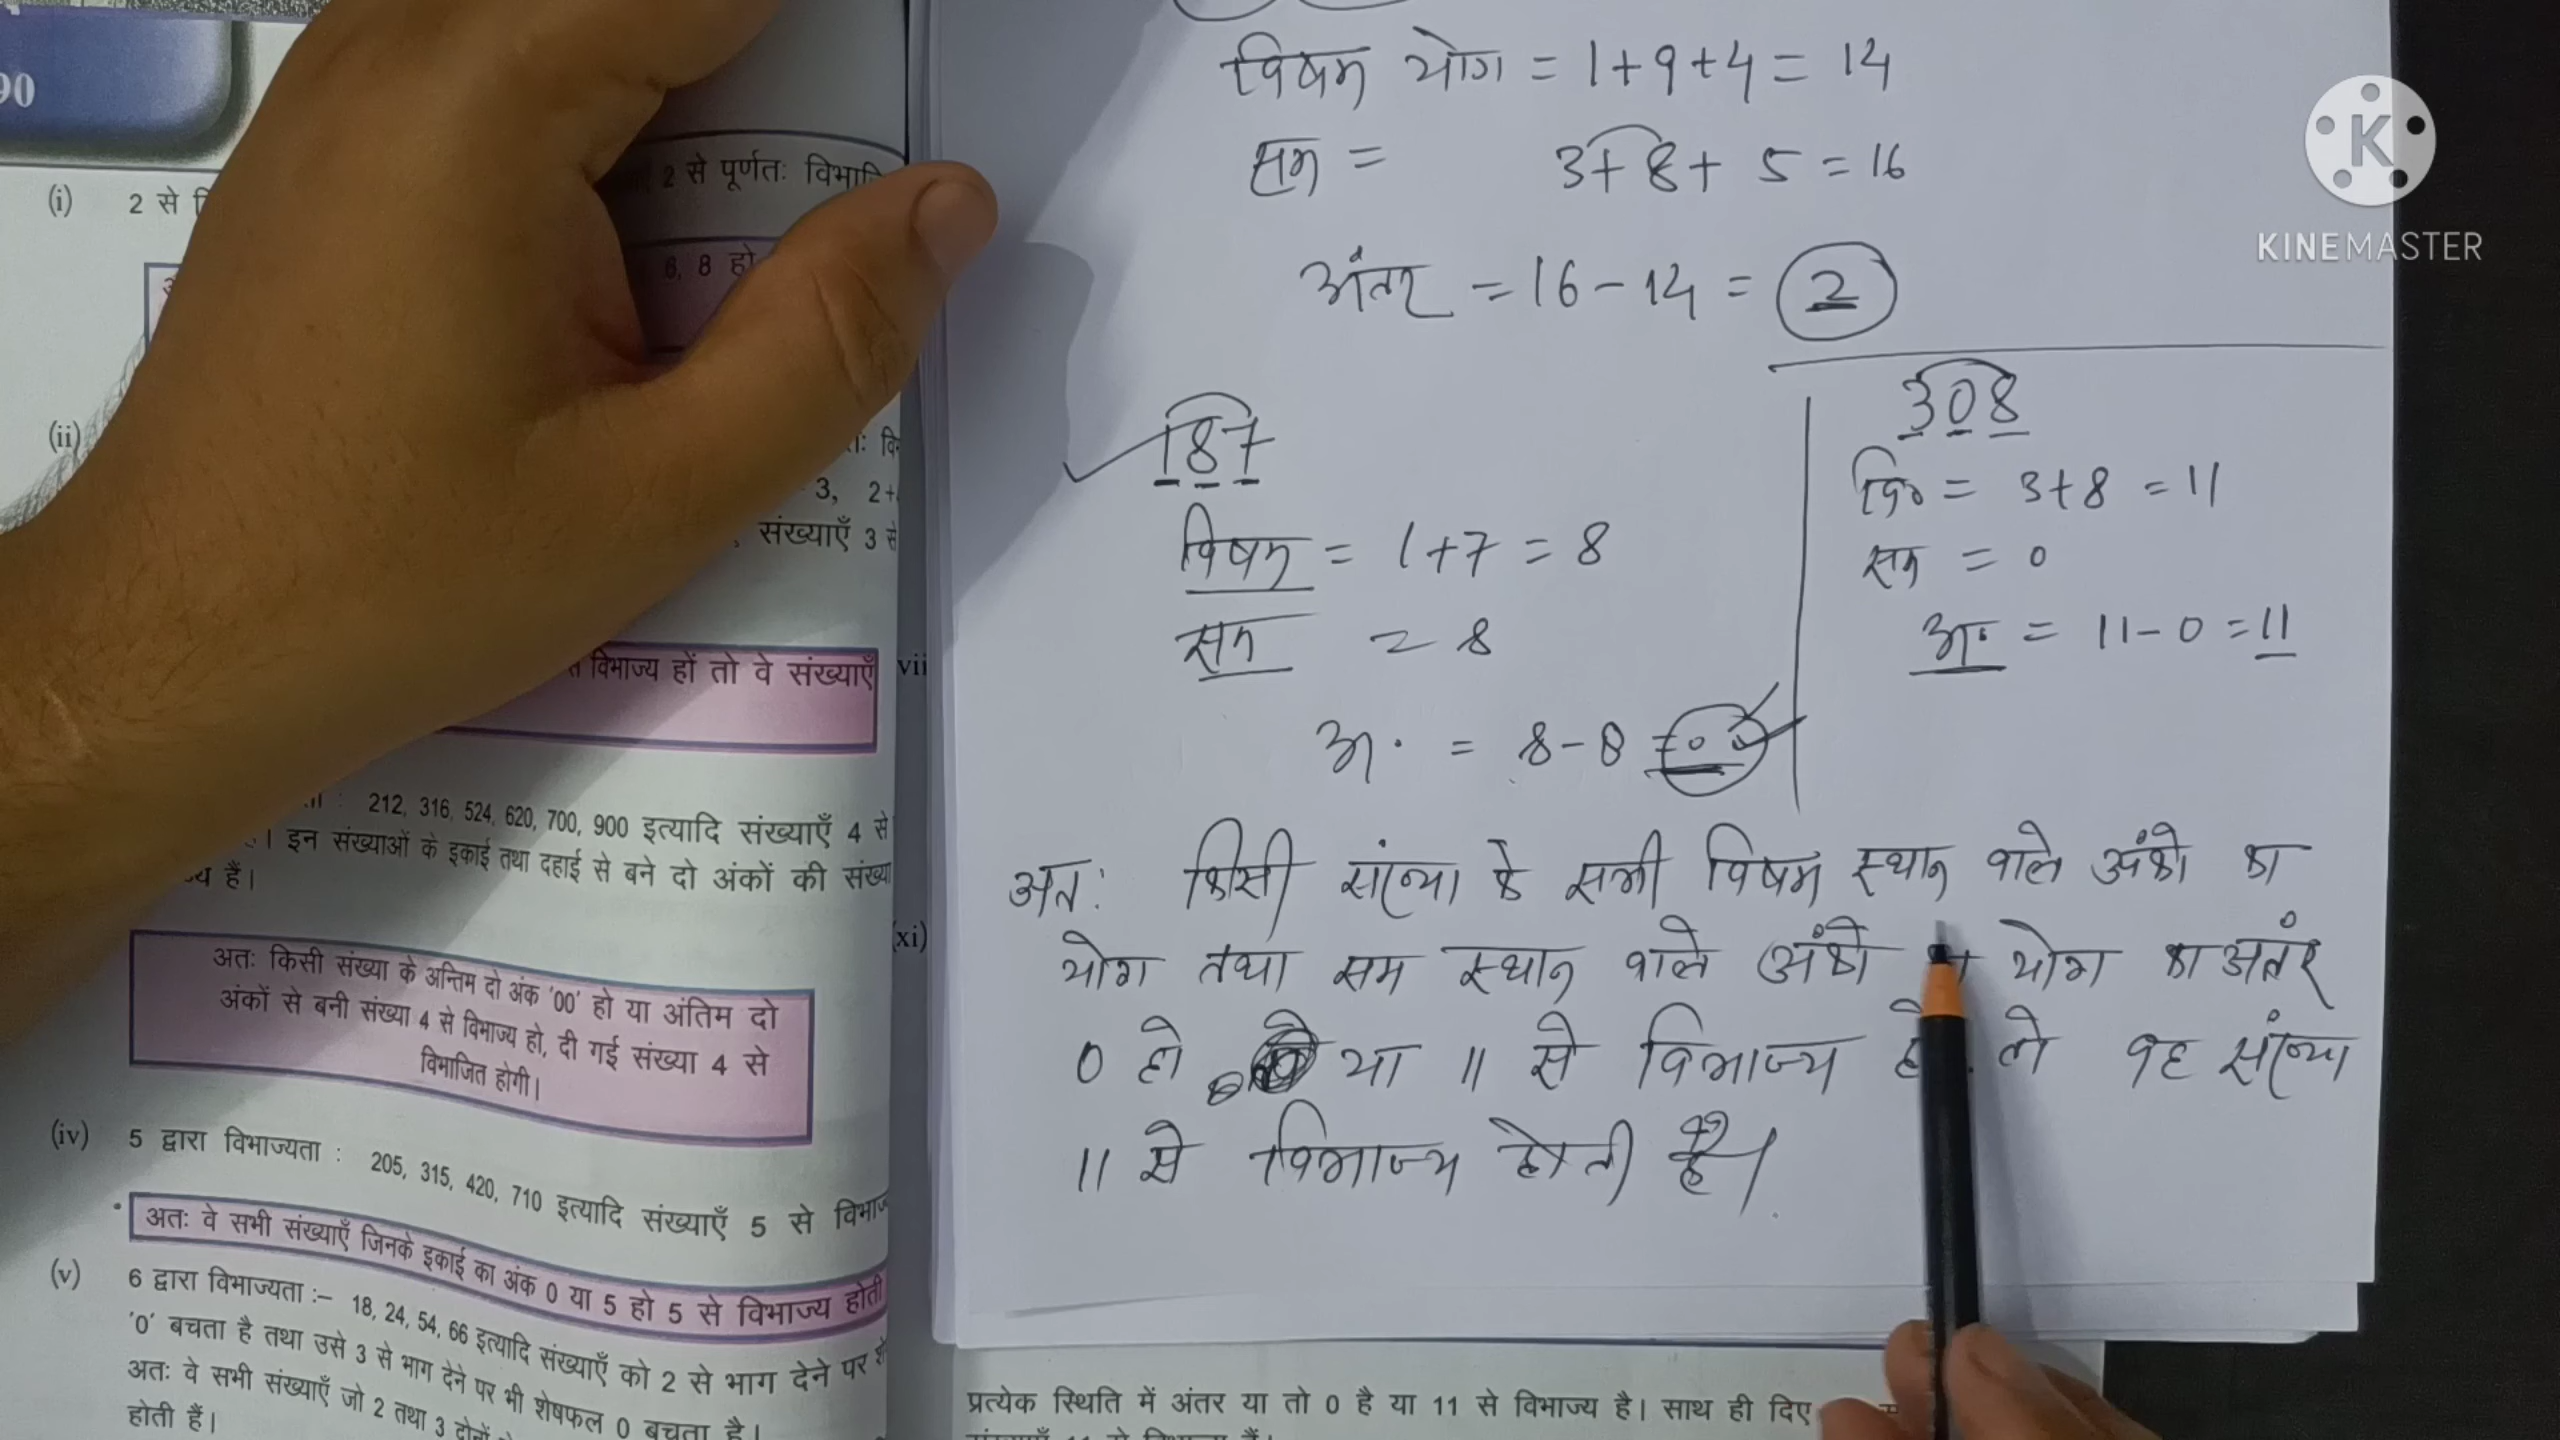 90
(i) 2 से
2 से पूर्णतः
6, 8 हो
(ii)
3, 2+
संख्याएँ 3 से
विभाज्य हों तो वे संख्याएँ
212, 316, 524, 620, 700, 900 इत्यादि संख्याएँ 4 से
। इन संख्याओं के इकाई तथा दहाई से बने दो अंकों की संख्या
हैं।
अतः किसी संख्या के अन्तिम दो अंक '00' हो या अंतिम दो
अंकों से बनी संख्या 4 से विभाज्य हो, दी गई संख्या 4 से
विभाजित होगी।
(iv) 5 द्वारा विभाज्यता : 205, 315, 420, 710 इत्यादि संख्याएँ 5 से
अतः वे सभी संख्याएँ जिनके इकाई का अंक 0 या 5 हो 5 से विभाज्य होती
(v) 6 द्वारा विभाज्यता :– 18, 24, 54, 66 इत्यादि संख्याएँ को 2 से भाग देने पर
'0' बचता है तथा उसे 3 से भाग देने पर भी शेषफल 0 बचता है।
अतः वे सभी संख्याएँ जो 2 तथा 3 दोनों
होती हैं।
vii
(xi)
विषम योग = 1+9+4 = 14
सम = 3+8+ 5 = 16
अंतर = 16 - 14 = 2
187
विषम = 1+7 = 8
सम = 8
अ. = 8-8 = 0
308
वि० = 3+8 = 11
सम = 0
अ. = 11-0 = 11
अतः किसी संख्या के सभी विषम स्थान वाले अंको का
योग तथा सम स्थान वाले अंको योग का अतंर
0 हो या 11 से विभाज्य हो तो वह संख्या
11 से विभाज्य होती है।
प्रत्येक स्थिति में अंतर या तो 0 है या 11 से विभाज्य है। साथ ही दिए
K
KINEMASTER